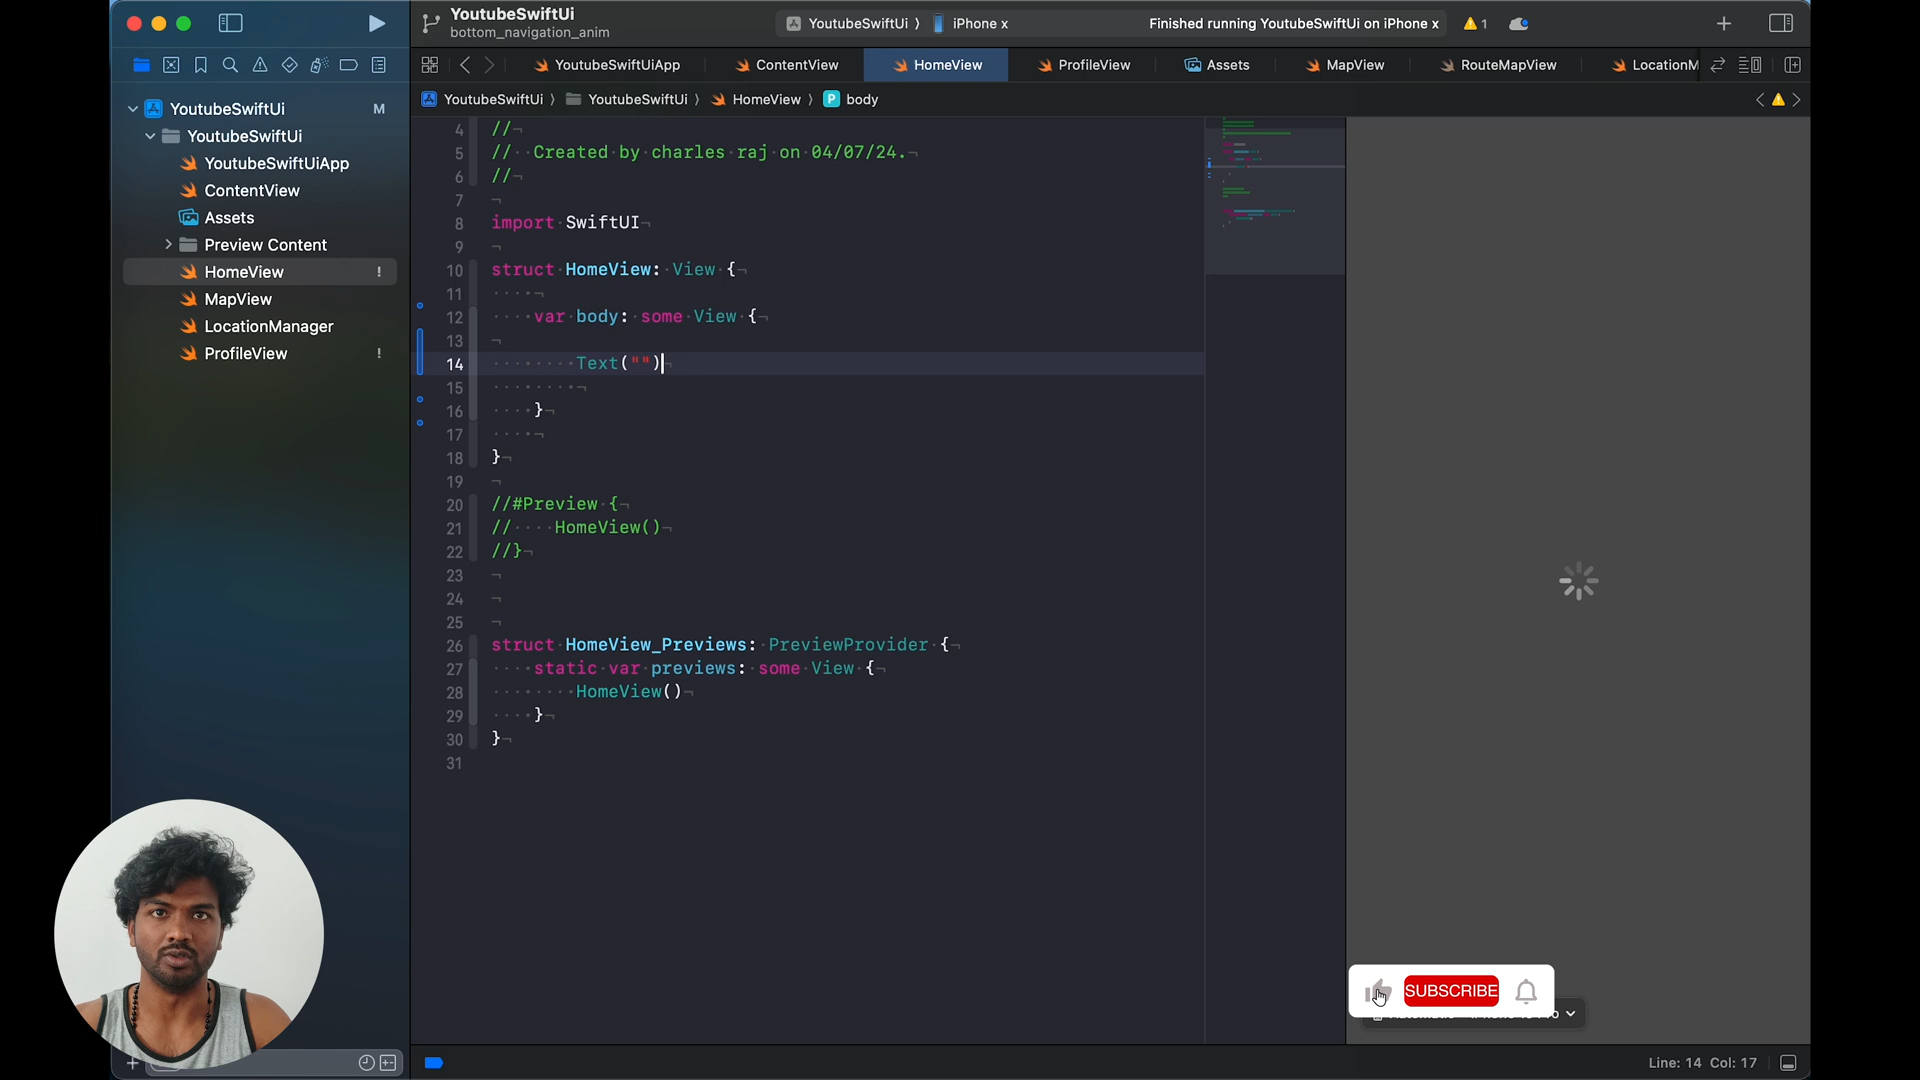 YoutubeSwiftUi
bottom_navigation_anim
YoutubeSwiftUi 〉 iPhone x
Finished running YoutubeSwiftUi on iPhone x
1
YoutubeSwiftUiApp
ContentView
HomeView
ProfileView
Assets
MapView
RouteMapView
LocationM
YoutubeSwiftUi 〉 YoutubeSwiftUi 〉 HomeView 〉 P body
YoutubeSwiftUi M
YoutubeSwiftUi
YoutubeSwiftUiApp
ContentView
Assets
Preview Content
HomeView !
MapView
LocationManager
ProfileView !
4 //
5 // Created by charles raj on 04/07/24.
6 //
7
8 import SwiftUI
9
10 struct HomeView: View {
11
12 var body: some View {
13
14 Text("")
15
16 }
17
18 }
19
20 //#Preview {
21 // HomeView()
22 //}
23
24
25
26 struct HomeView_Previews: PreviewProvider {
27 static var previews: some View {
28 HomeView()
29 }
30 }
31
SUBSCRIBE
Line: 14 Col: 17